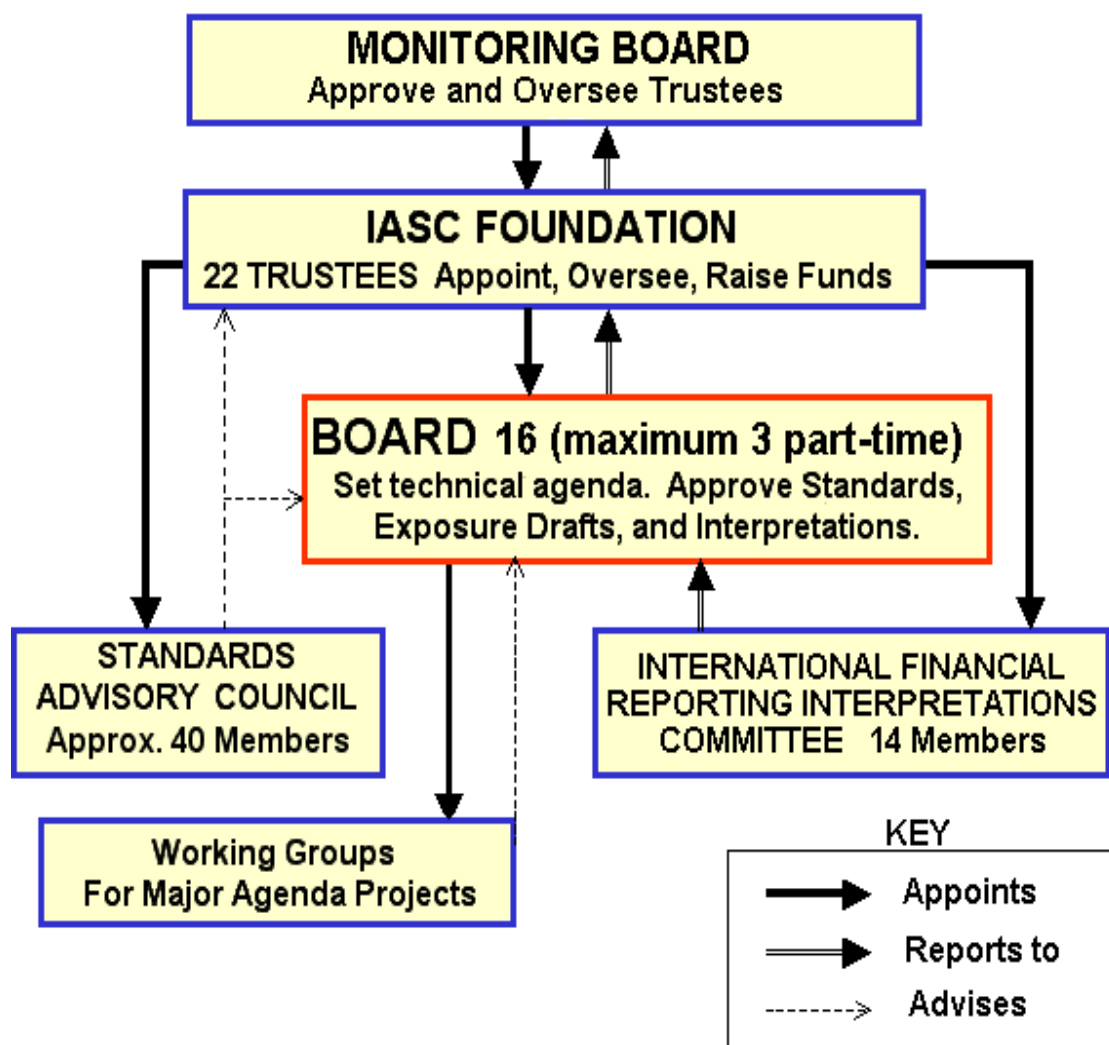 MONITORING BOARD
Approve and Oversee Trustees
IASC FOUNDATION
22 TRUSTEES Appoint, Oversee, Raise Funds
BOARD 16 (maximum 3 part-time)
Set technical agenda. Approve Standards,
Exposure Drafts, and Interpretations.
STANDARDS
ADVISORY COUNCIL
Approx. 40 Members
INTERNATIONAL FINANCIAL
REPORTING INTERPRETATIONS
COMMITTEE 14 Members
Working Groups
For Major Agenda Projects
KEY
Appoints
Reports to
Advises